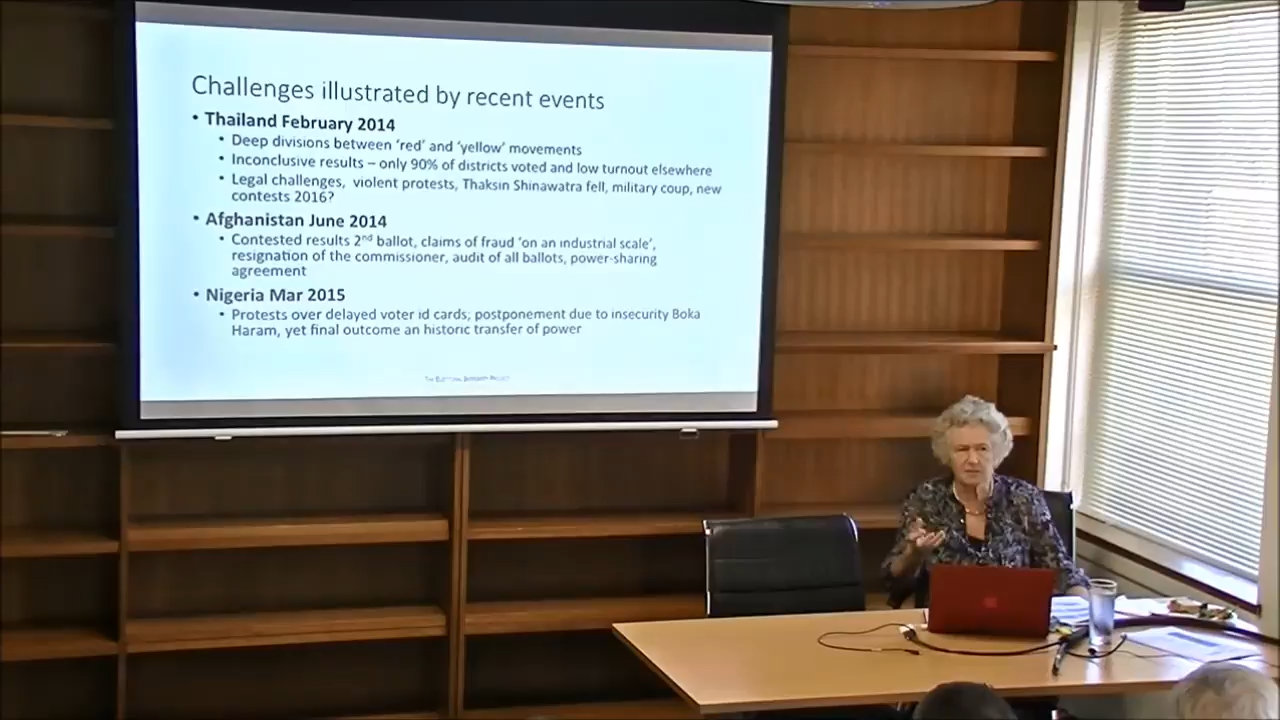 Challenges illustrated by recent events
• Thailand February 2014
• Deep divisions between 'red' and 'yellow' movements
• Inconclusive results – only 90% of districts voted and low turnout elsewhere
• Legal challenges, violent protests, Thaksin Shinawatra fell, military coup, new
contests 2016?
• Afghanistan June 2014
• Contested results 2nd ballot, claims of fraud 'on an industrial scale',
resignation of the commissioner, audit of all ballots, power-sharing
agreement
• Nigeria Mar 2015
• Protests over delayed voter id cards; postponement due to insecurity Boka
Haram, yet final outcome an historic transfer of power
The Electoral Integrity Project